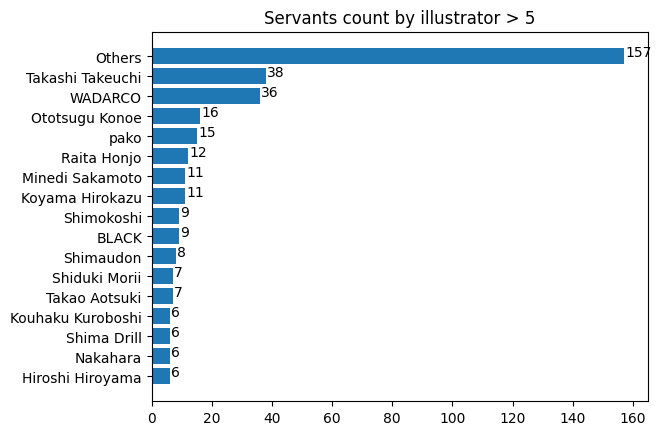 Servants count by illustrator > 5
Others 157
Takashi Takeuchi 38
WADARCO 36
Ototsugu Konoe 16
pako 15
Raita Honjo 12
Minedi Sakamoto 11
Koyama Hirokazu 11
Shimokoshi 9
BLACK 9
Shimaudon 8
Shiduki Morii 7
Takao Aotsuki 7
Kouhaku Kuroboshi 6
Shima Drill 6
Nakahara 6
Hiroshi Hiroyama 6
0 20 40 60 80 100 120 140 160